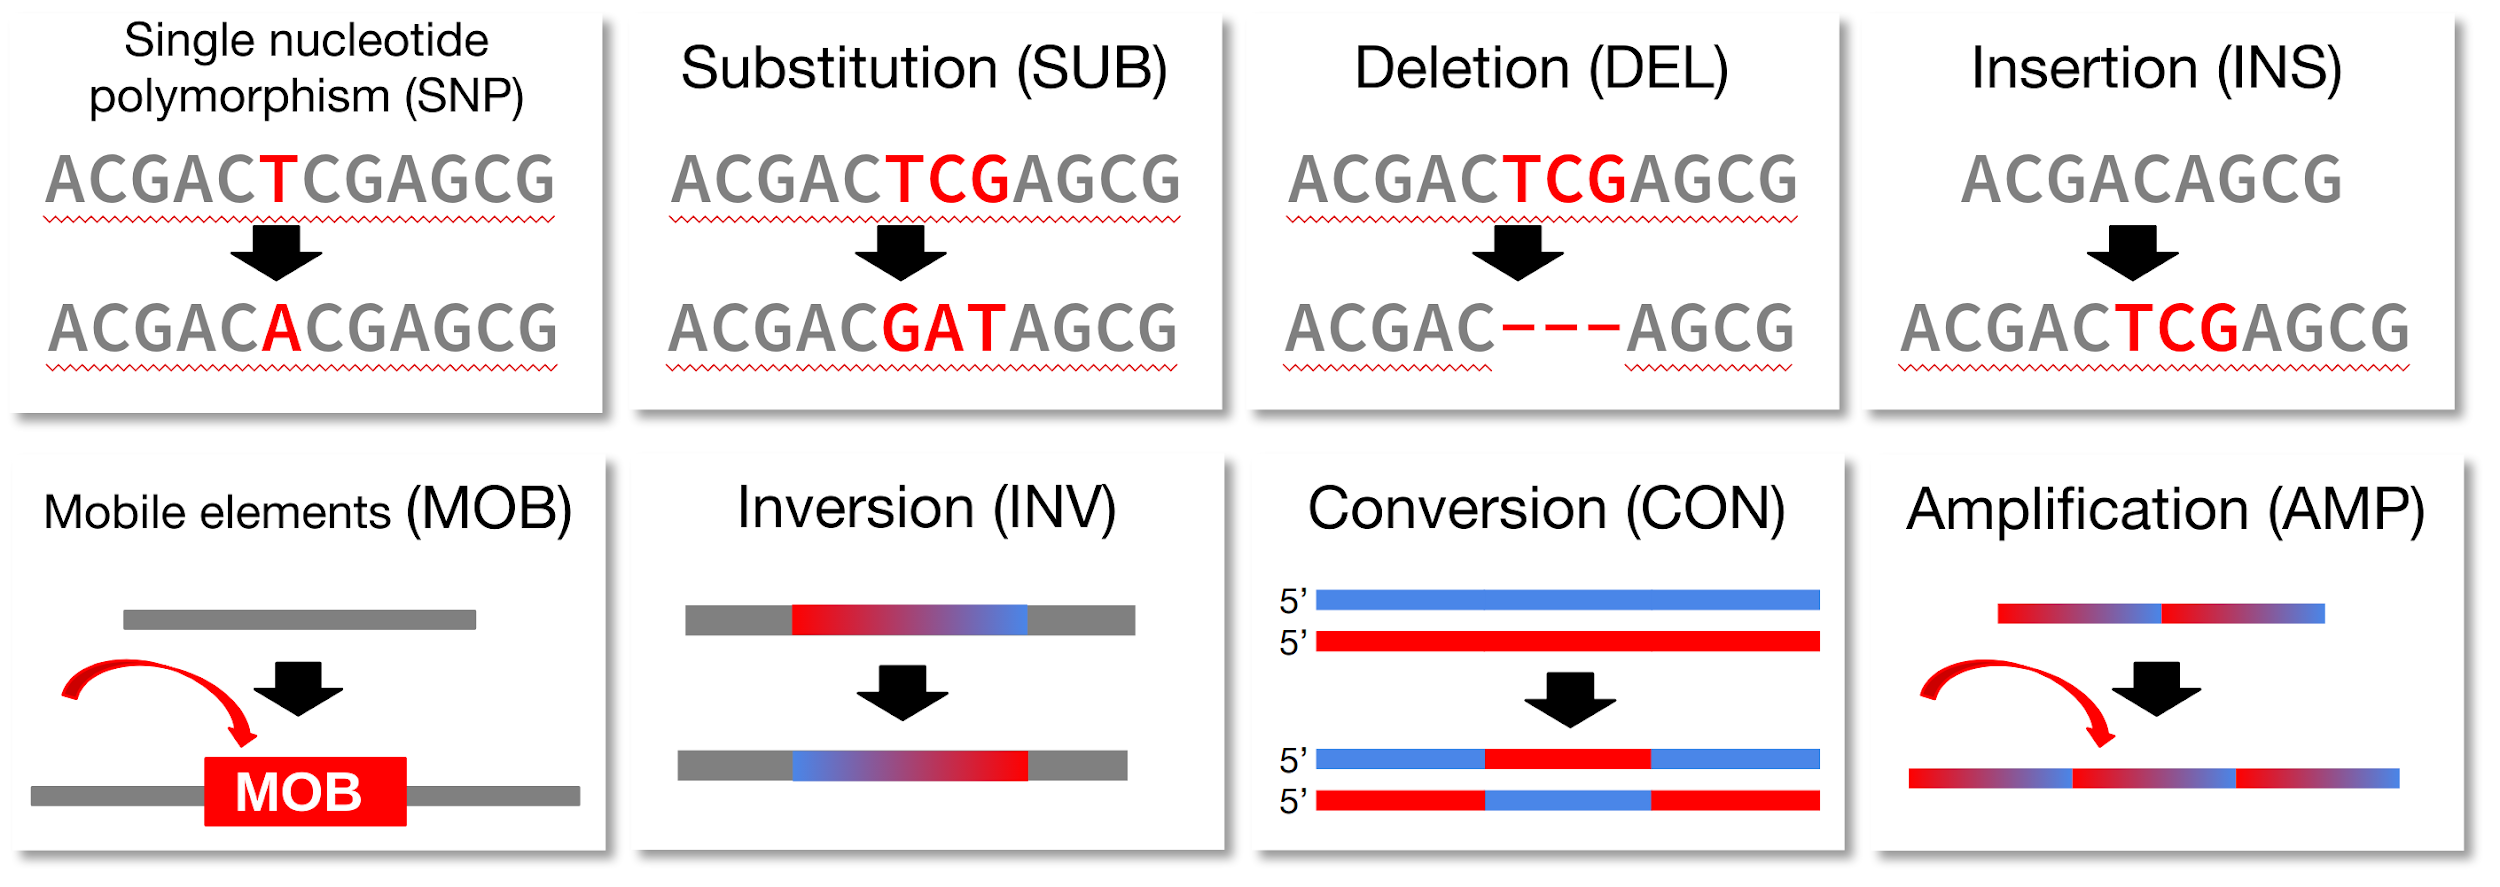 Single nucleotide
polymorphism (SNP)
ACGACTCGAGCG
ACGACACGAGCG
Substitution (SUB)
ACGACTCGAGCG
ACGACGATAGCG
Deletion (DEL)
ACGACTCGAGCG
ACGAC---AGCG
Insertion (INS)
ACGACAGCG
ACGACTCGAGCG
Mobile elements (MOB)
MOB
Inversion (INV)
Conversion (CON)
5’
5’
5’
5’
Amplification (AMP)